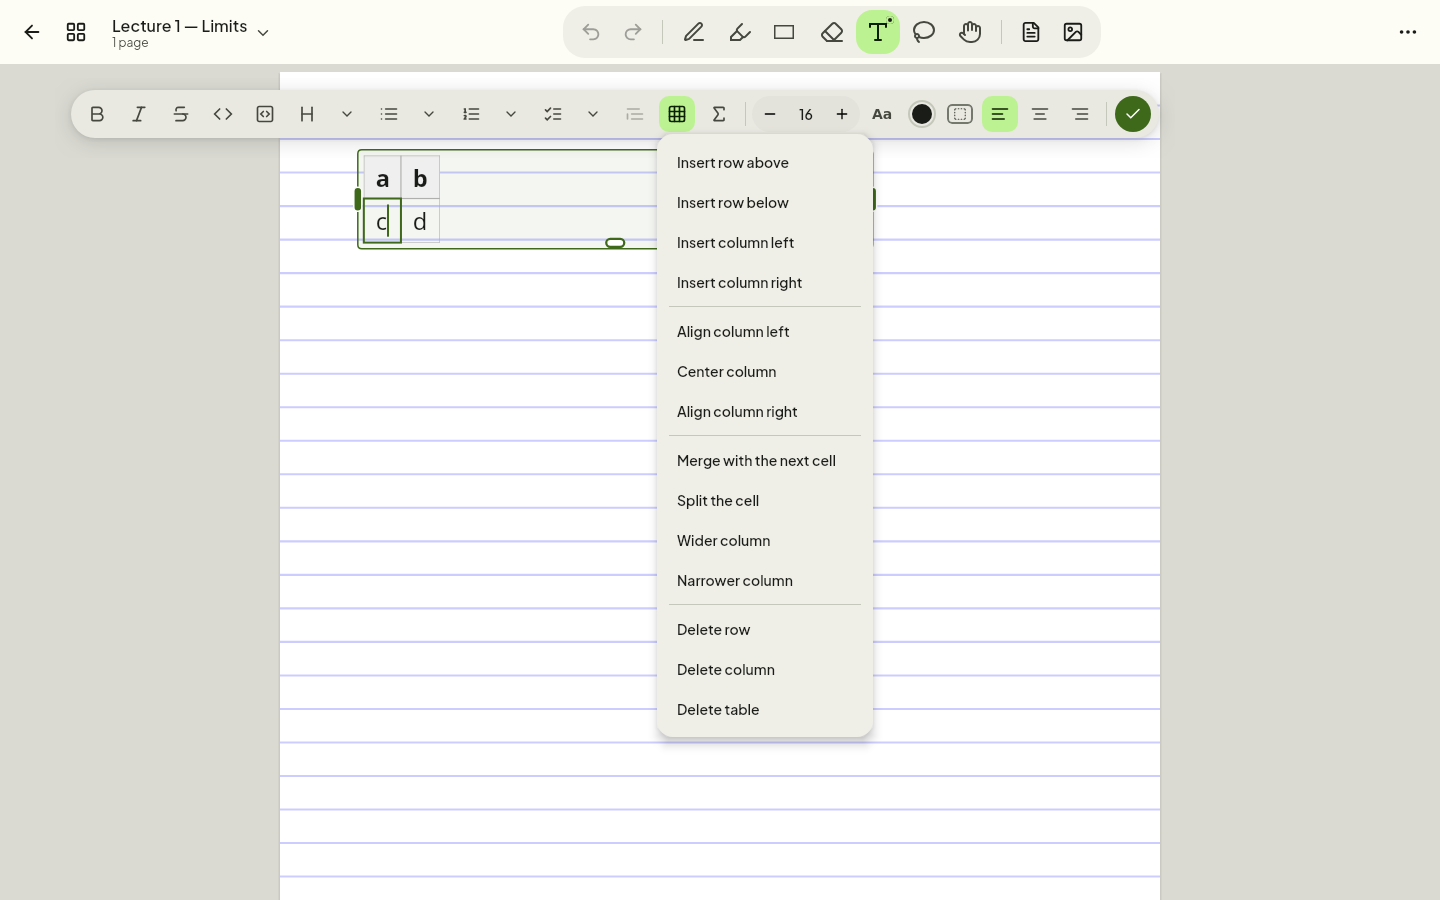 Lecture 1 — Limits
1 page
16
Aa
a b
c d
Insert row above
Insert row below
Insert column left
Insert column right
Align column left
Center column
Align column right
Merge with the next cell
Split the cell
Wider column
Narrower column
Delete row
Delete column
Delete table